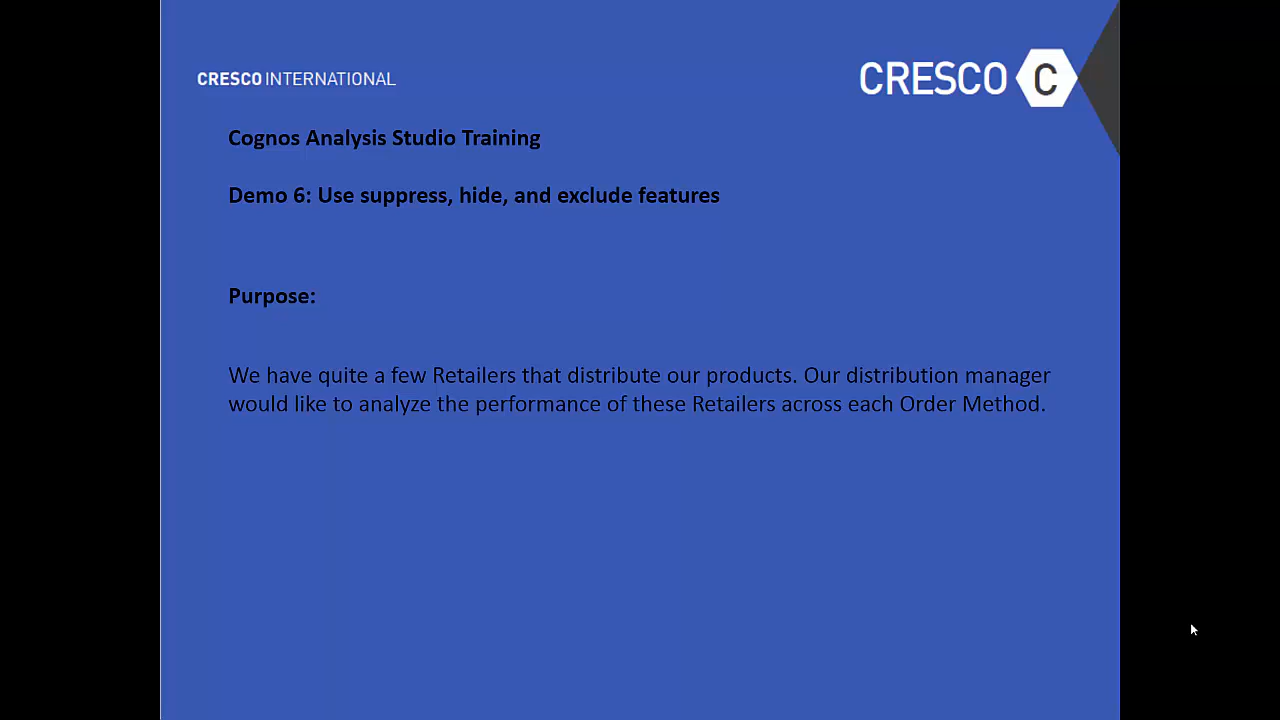 CRESCO INTERNATIONAL
CRESCO C
Cognos Analysis Studio Training
Demo 6: Use suppress, hide, and exclude features
Purpose:
We have quite a few Retailers that distribute our products. Our distribution manager
would like to analyze the performance of these Retailers across each Order Method.